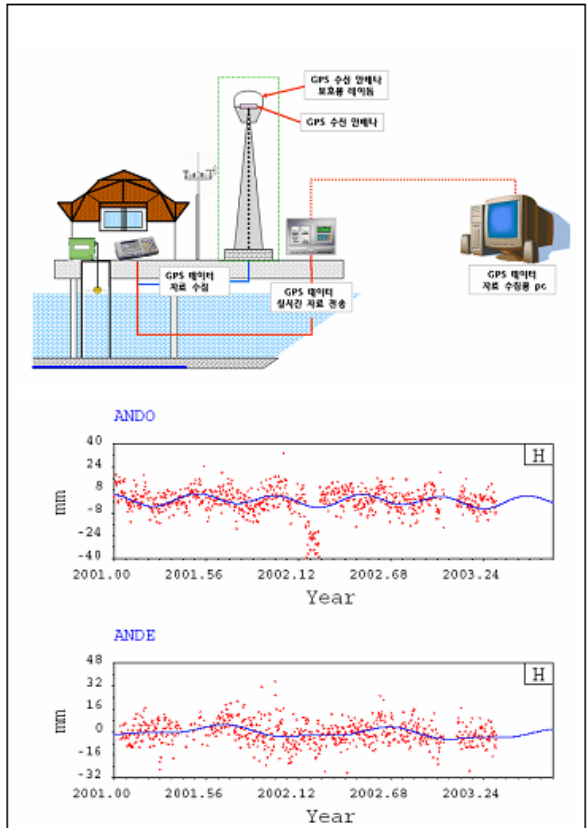 GPS 수신 안테나
보호용 레이돔
GPS 수신 안테나
GPS 데이터
자료 수집
GPS 데이터
실시간 자료 전송
GPS 데이터
자료 수집용 pc
ANDO
40
24
8
-8
-24
-40
mm
H
2001.00 2001.56 2002.12 2002.68 2003.24
Year
ANDE
48
32
16
0
-16
-32
mm
H
2001.00 2001.56 2002.12 2002.68 2003.24
Year